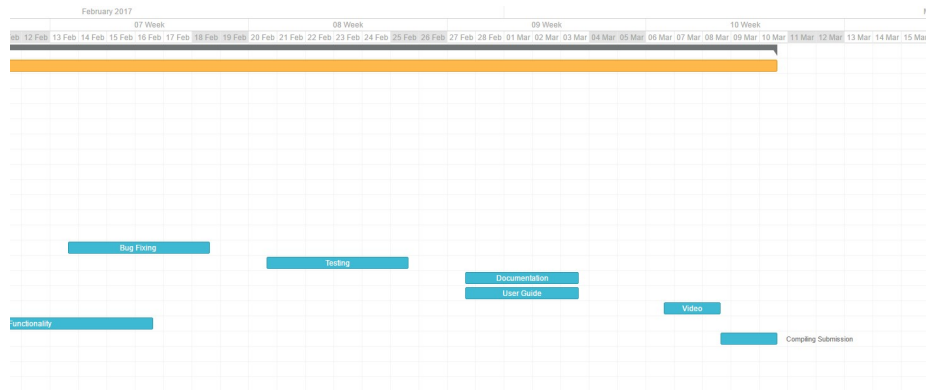 February 2017
07 Week 08 Week 09 Week 10 Week
12 Feb 13 Feb 14 Feb 15 Feb 16 Feb 17 Feb 18 Feb 19 Feb 20 Feb 21 Feb 22 Feb 23 Feb 24 Feb 25 Feb 26 Feb 27 Feb 28 Feb 01 Mar 02 Mar 03 Mar 04 Mar 05 Mar 06 Mar 07 Mar 08 Mar 09 Mar 10 Mar 11 Mar 12 Mar 13 Mar 14 Mar 15 Mar
Bug Fixing
Testing
Documentation
User Guide
Video
Functionality
Compiling Submission